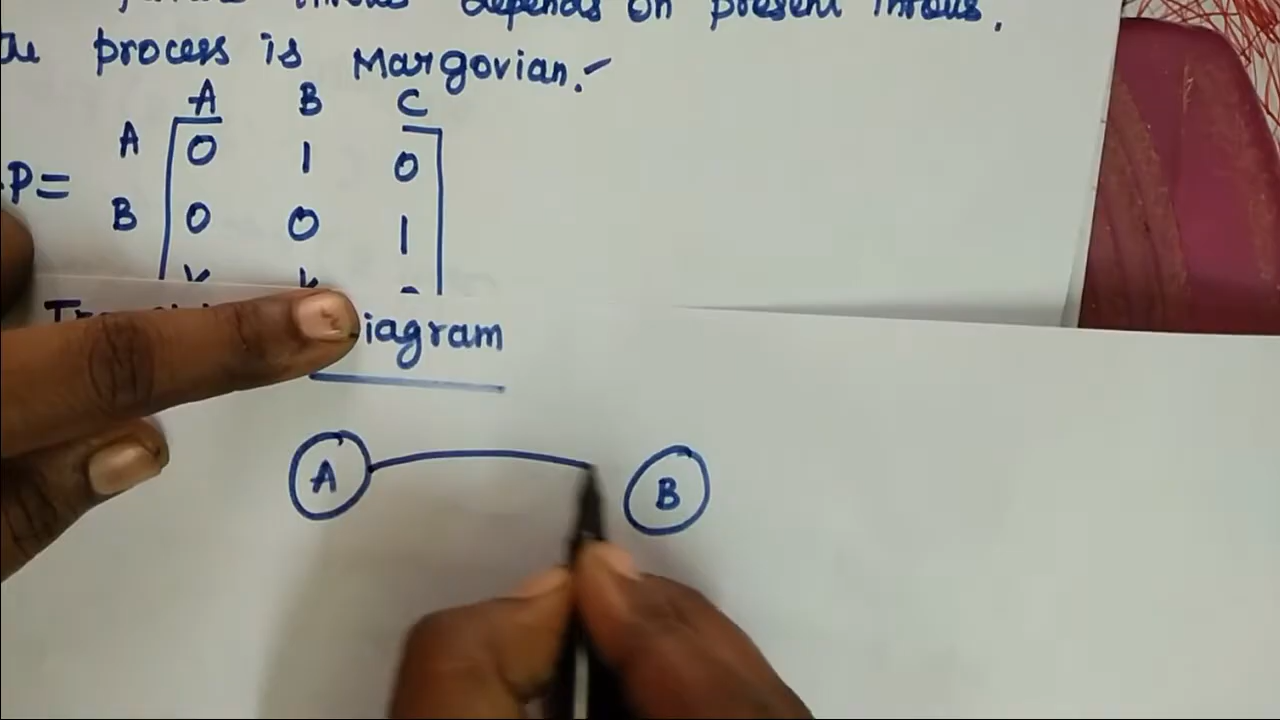 depends on present throws.
process is Margovian.
A B C
A 0 1 0
P=
B 0 0 1
iagram
A B